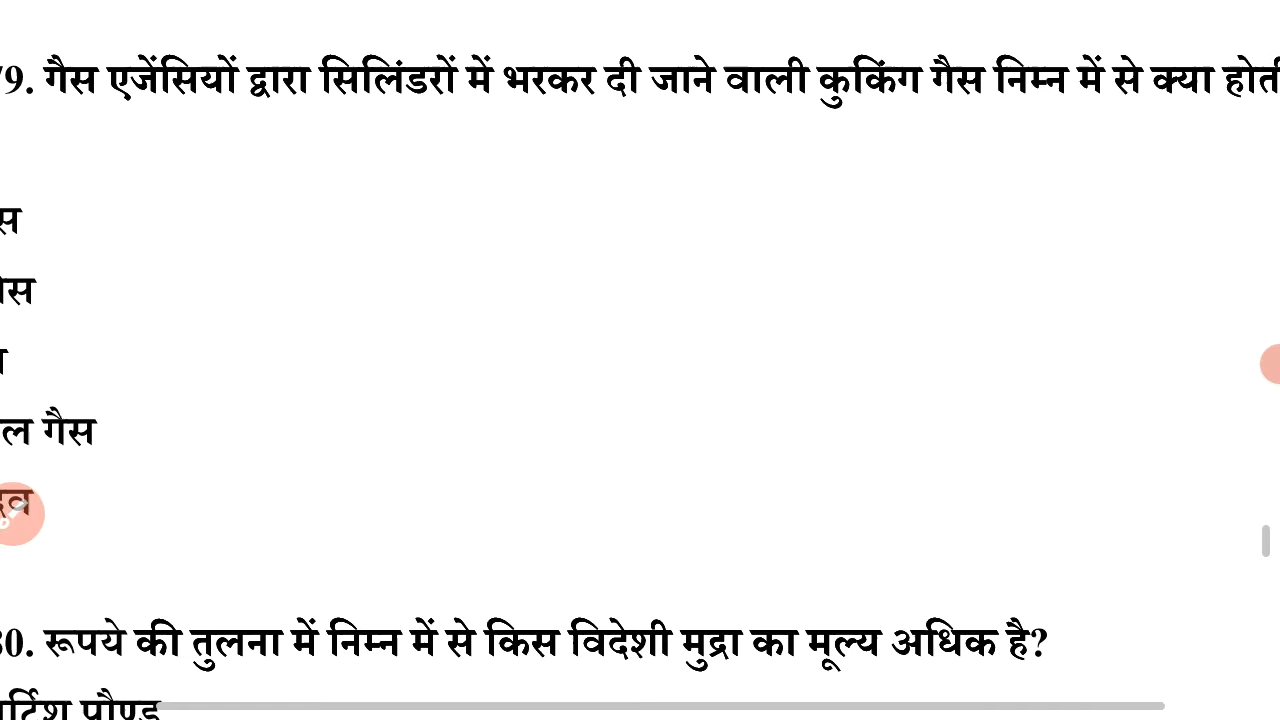 79. गैस एजेंसियों द्वारा सिलिंडरों में भरकर दी जाने वाली कुकिंग गैस निम्न में से क्या होती
ल गैस
80. रूपये की तुलना में निम्न में से किस विदेशी मुद्रा का मूल्य अधिक है?
पौण्ड